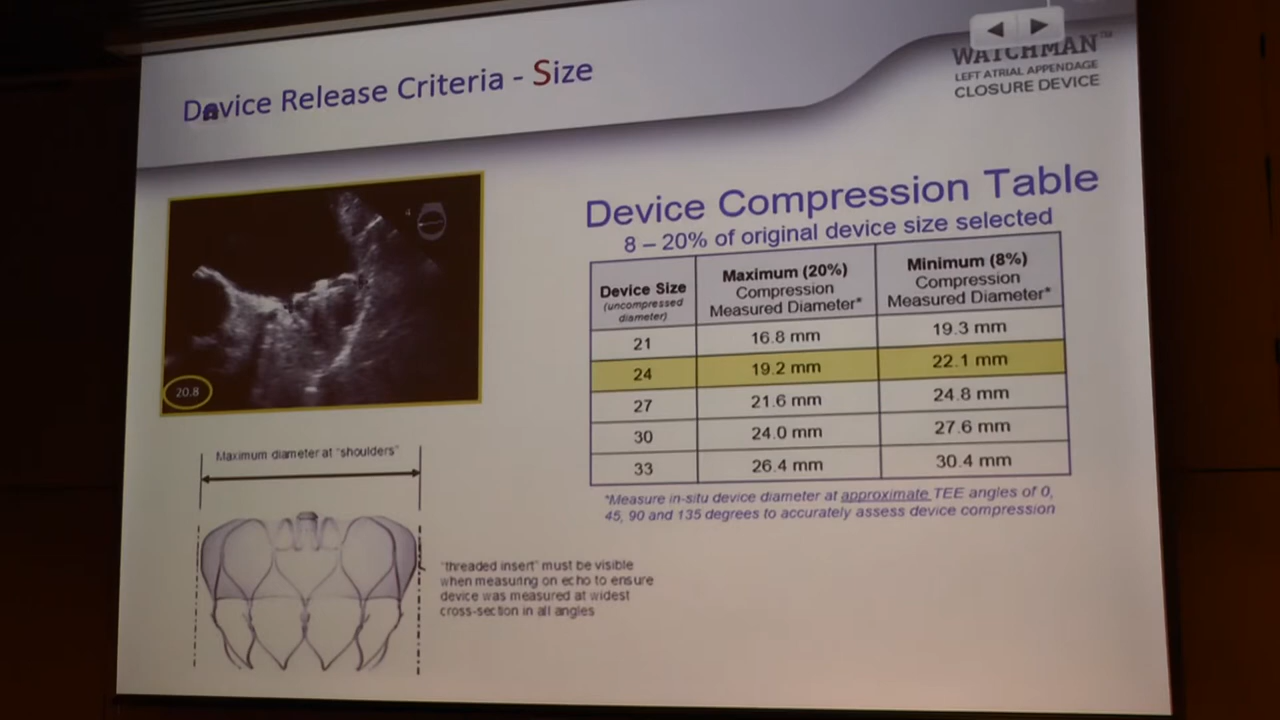 Device Release Criteria - Size
WATCHMAN™
LEFT ATRIAL APPENDAGE
CLOSURE DEVICE
4
20.8
Device Compression Table
8 – 20% of original device size selected
Device Size
(uncompressed
diameter)
Maximum (20%)
Compression
Measured Diameter*
Minimum (8%)
Compression
Measured Diameter*
21 16.8 mm 19.3 mm
24 19.2 mm 22.1 mm
27 21.6 mm 24.8 mm
30 24.0 mm 27.6 mm
33 26.4 mm 30.4 mm
*Measure in-situ device diameter at approximate TEE angles of 0,
45, 90 and 135 degrees to accurately assess device compression
Maximum diameter at "shoulders"
"threaded insert" must be visible
when measuring on echo to ensure
device was measured at widest
cross-section in all angles